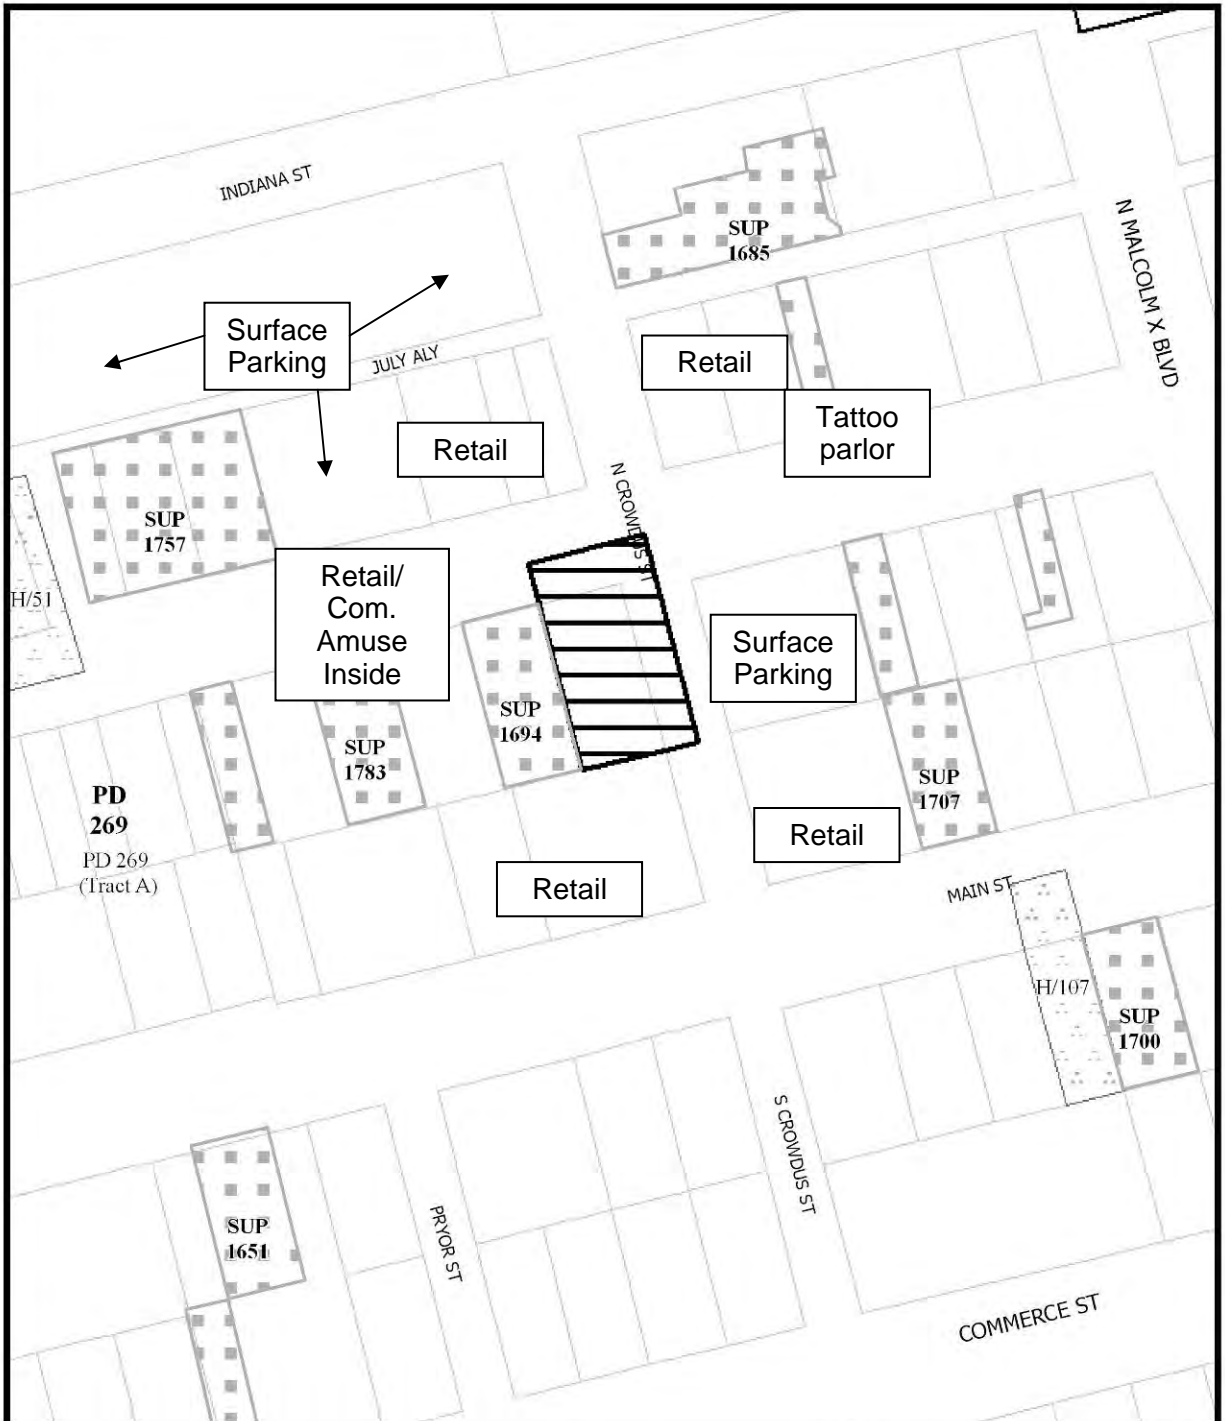 INDIANA ST
SUP
1685
N MALCOLM X BLVD
Surface
Parking
JULY ALY
Retail
Retail
Tattoo
parlor
N CROWDUS ST
SUP
1757
H/51
Retail/
Com.
Amuse
Inside
Surface
Parking
SUP
1694
SUP
1783
SUP
1707
PD
269
PD 269
(Tract A)
Retail
Retail
MAIN ST
H/107
SUP
1700
S CROWDUS ST
PRYOR ST
SUP
1651
COMMERCE ST